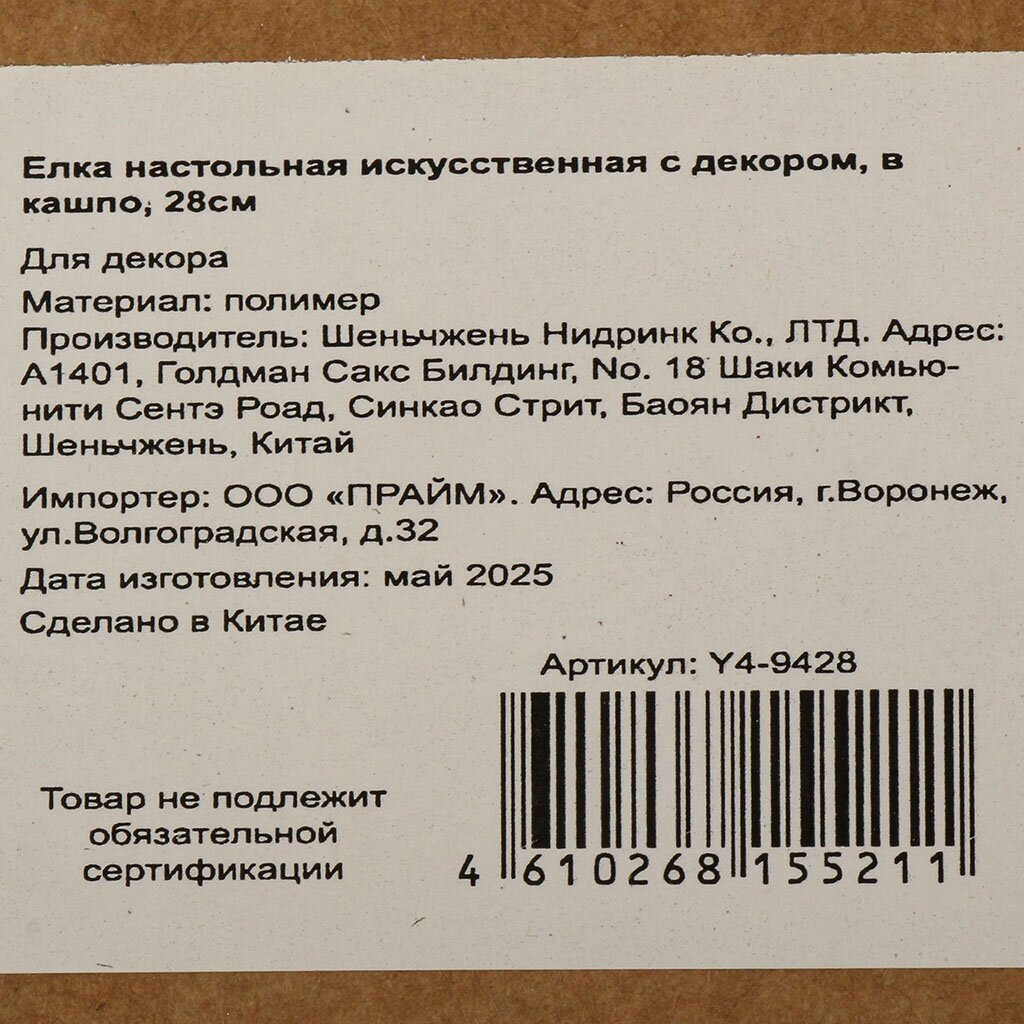 Елка настольная искусственная с декором, в
кашпо, 28см
Для декора
Материал: полимер
Производитель: Шеньчжень Нидринк Ко., ЛТД. Адрес:
А1401, Голдман Сакс Билдинг, No. 18 Шаки Комью-
нити Сентэ Роад, Синкао Стрит, Баоян Дистрикт,
Шеньчжень, Китай
Импортер: ООО «ПРАЙМ». Адрес: Россия, г.Воронеж,
ул.Волгоградская, д.32
Дата изготовления: май 2025
Сделано в Китае
Артикул: Y4-9428
Товар не подлежит
обязательной
сертификации
4 610268 155211